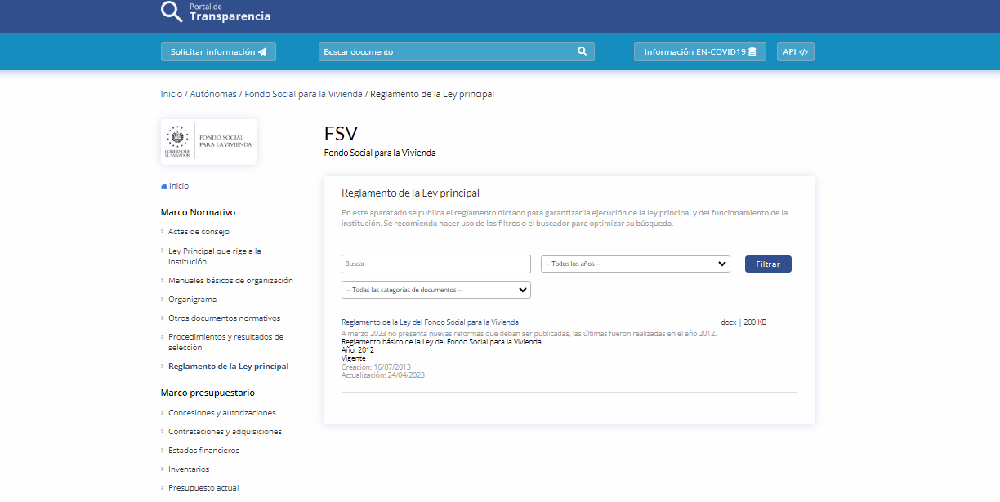 Portal de
Transparencia
Solicitar información
Buscar documento
Información EN-COVID19
API </>
Inicio / Autónomas / Fondo Social para la Vivienda / Reglamento de la Ley principal
GOBIERNO DE
EL SALVADOR
FONDO SOCIAL
PARA LA VIVIENDA
FSV
Fondo Social para la Vivienda
Inicio
Marco Normativo
Actas de consejo
Ley Principal que rige a la
institución
Manuales básicos de organización
Organigrama
Otros documentos normativos
Procedimientos y resultados de
selección
Reglamento de la Ley principal
Marco presupuestario
Concesiones y autorizaciones
Contrataciones y adquisiciones
Estados financieros
Inventarios
Presupuesto actual
Reglamento de la Ley principal
En este aparatado se publica el reglamento dictado para garantizar la ejecución de la ley principal y del funcionamiento de la
institución. Se recomienda hacer uso de los filtros o el buscador para optimizar su búsqueda.
Buscar
-- Todos los años --
Filtrar
-- Todas las categorías de documentos --
Reglamento de la Ley del Fondo Social para la Vivienda
docx | 200 KB
A marzo 2023 no presenta nuevas reformas que deban ser publicadas, las últimas fueron realizadas en el año 2012.
Reglamento básico de la Ley del Fondo Social para la Vivienda
Año: 2012
Vigente
Creación: 16/07/2013
Actualización: 24/04/2023